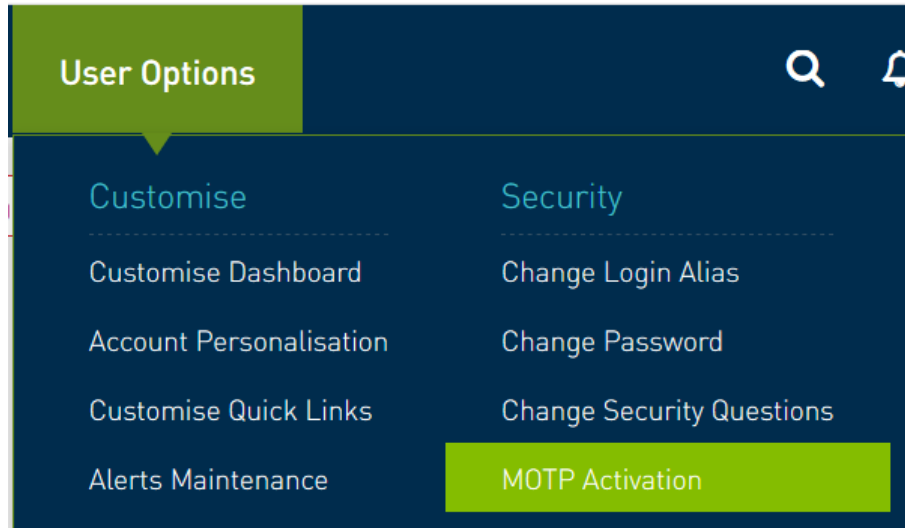 User Options
Customise
Customise Dashboard
Account Personalisation
Customise Quick Links
Alerts Maintenance
Security
Change Login Alias
Change Password
Change Security Questions
MOTP Activation